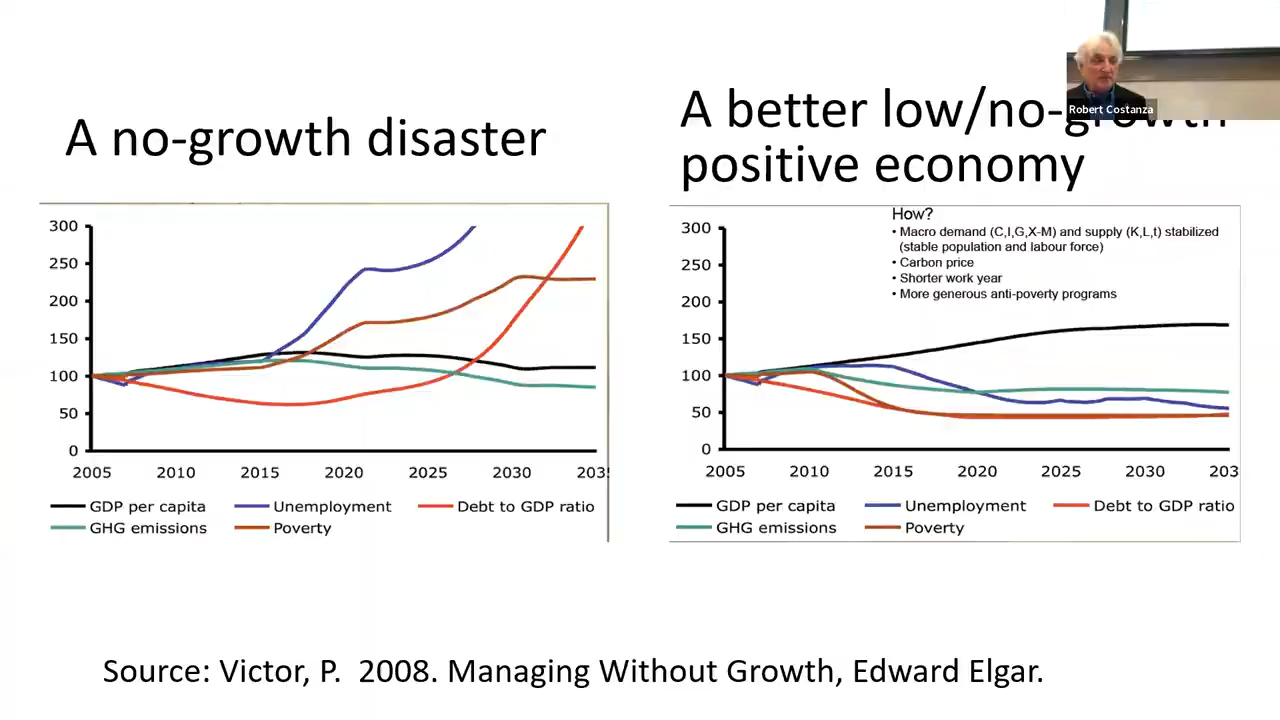 A no-growth disaster
A better low/no-growth
positive economy
Robert Costanza
300
250
200
150
100
50
0
2005 2010 2015 2020 2025 2030 203
GDP per capita Unemployment Debt to GDP ratio
GHG emissions Poverty
How?
• Macro demand (C,I,G,X-M) and supply (K,L,t) stabilized
(stable population and labour force)
• Carbon price
• Shorter work year
• More generous anti-poverty programs
300
250
200
150
100
50
0
2005 2010 2015 2020 2025 2030 203
GDP per capita Unemployment Debt to GDP ratio
GHG emissions Poverty
Source: Victor, P. 2008. Managing Without Growth, Edward Elgar.